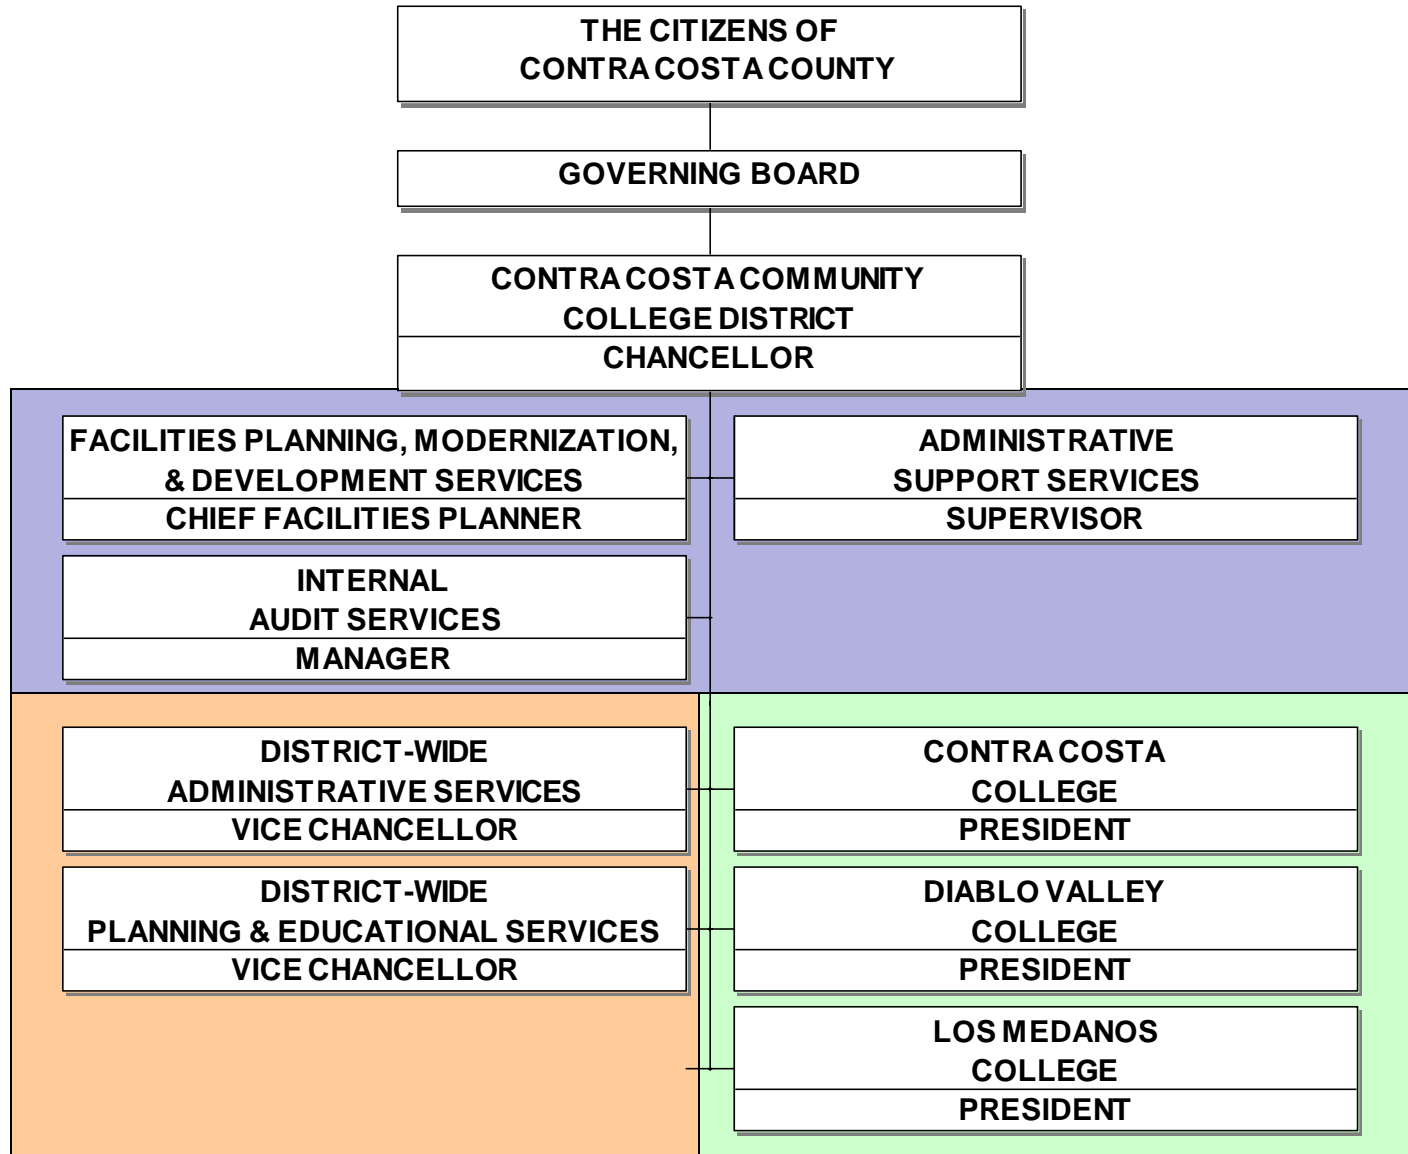 THE CITIZENS OF
CONTRA COSTA COUNTY
GOVERNING BOARD
CONTRA COSTA COMMUNITY
COLLEGE DISTRICT
CHANCELLOR
FACILITIES PLANNING, MODERNIZATION,
& DEVELOPMENT SERVICES
CHIEF FACILITIES PLANNER
ADMINISTRATIVE
SUPPORT SERVICES
SUPERVISOR
INTERNAL
AUDIT SERVICES
MANAGER
DISTRICT-WIDE
ADMINISTRATIVE SERVICES
VICE CHANCELLOR
CONTRA COSTA
COLLEGE
PRESIDENT
DISTRICT-WIDE
PLANNING & EDUCATIONAL SERVICES
VICE CHANCELLOR
DIABLO VALLEY
COLLEGE
PRESIDENT
LOS MEDANOS
COLLEGE
PRESIDENT